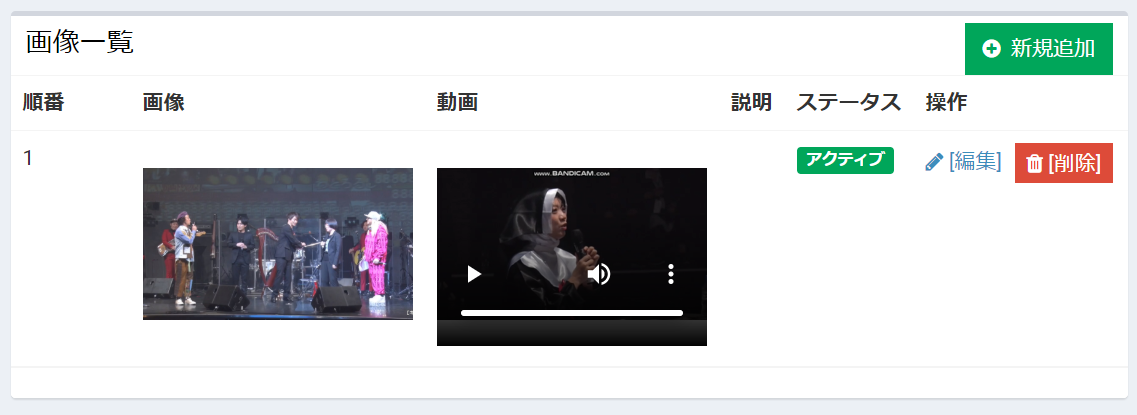 画像一覧
新規追加
順番 画像 動画 説明 ステータス 操作
1 アクティブ [編集] [削除]
www.BANDICAM.com